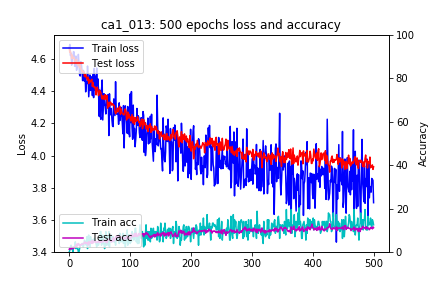 ca1_013: 500 epochs loss and accuracy
Train loss
Test loss
Train acc
Test acc
Loss
4.6
4.4
4.2
4.0
3.8
3.6
3.4
Accuracy
100
80
60
40
20
0
0
100
200
300
400
500